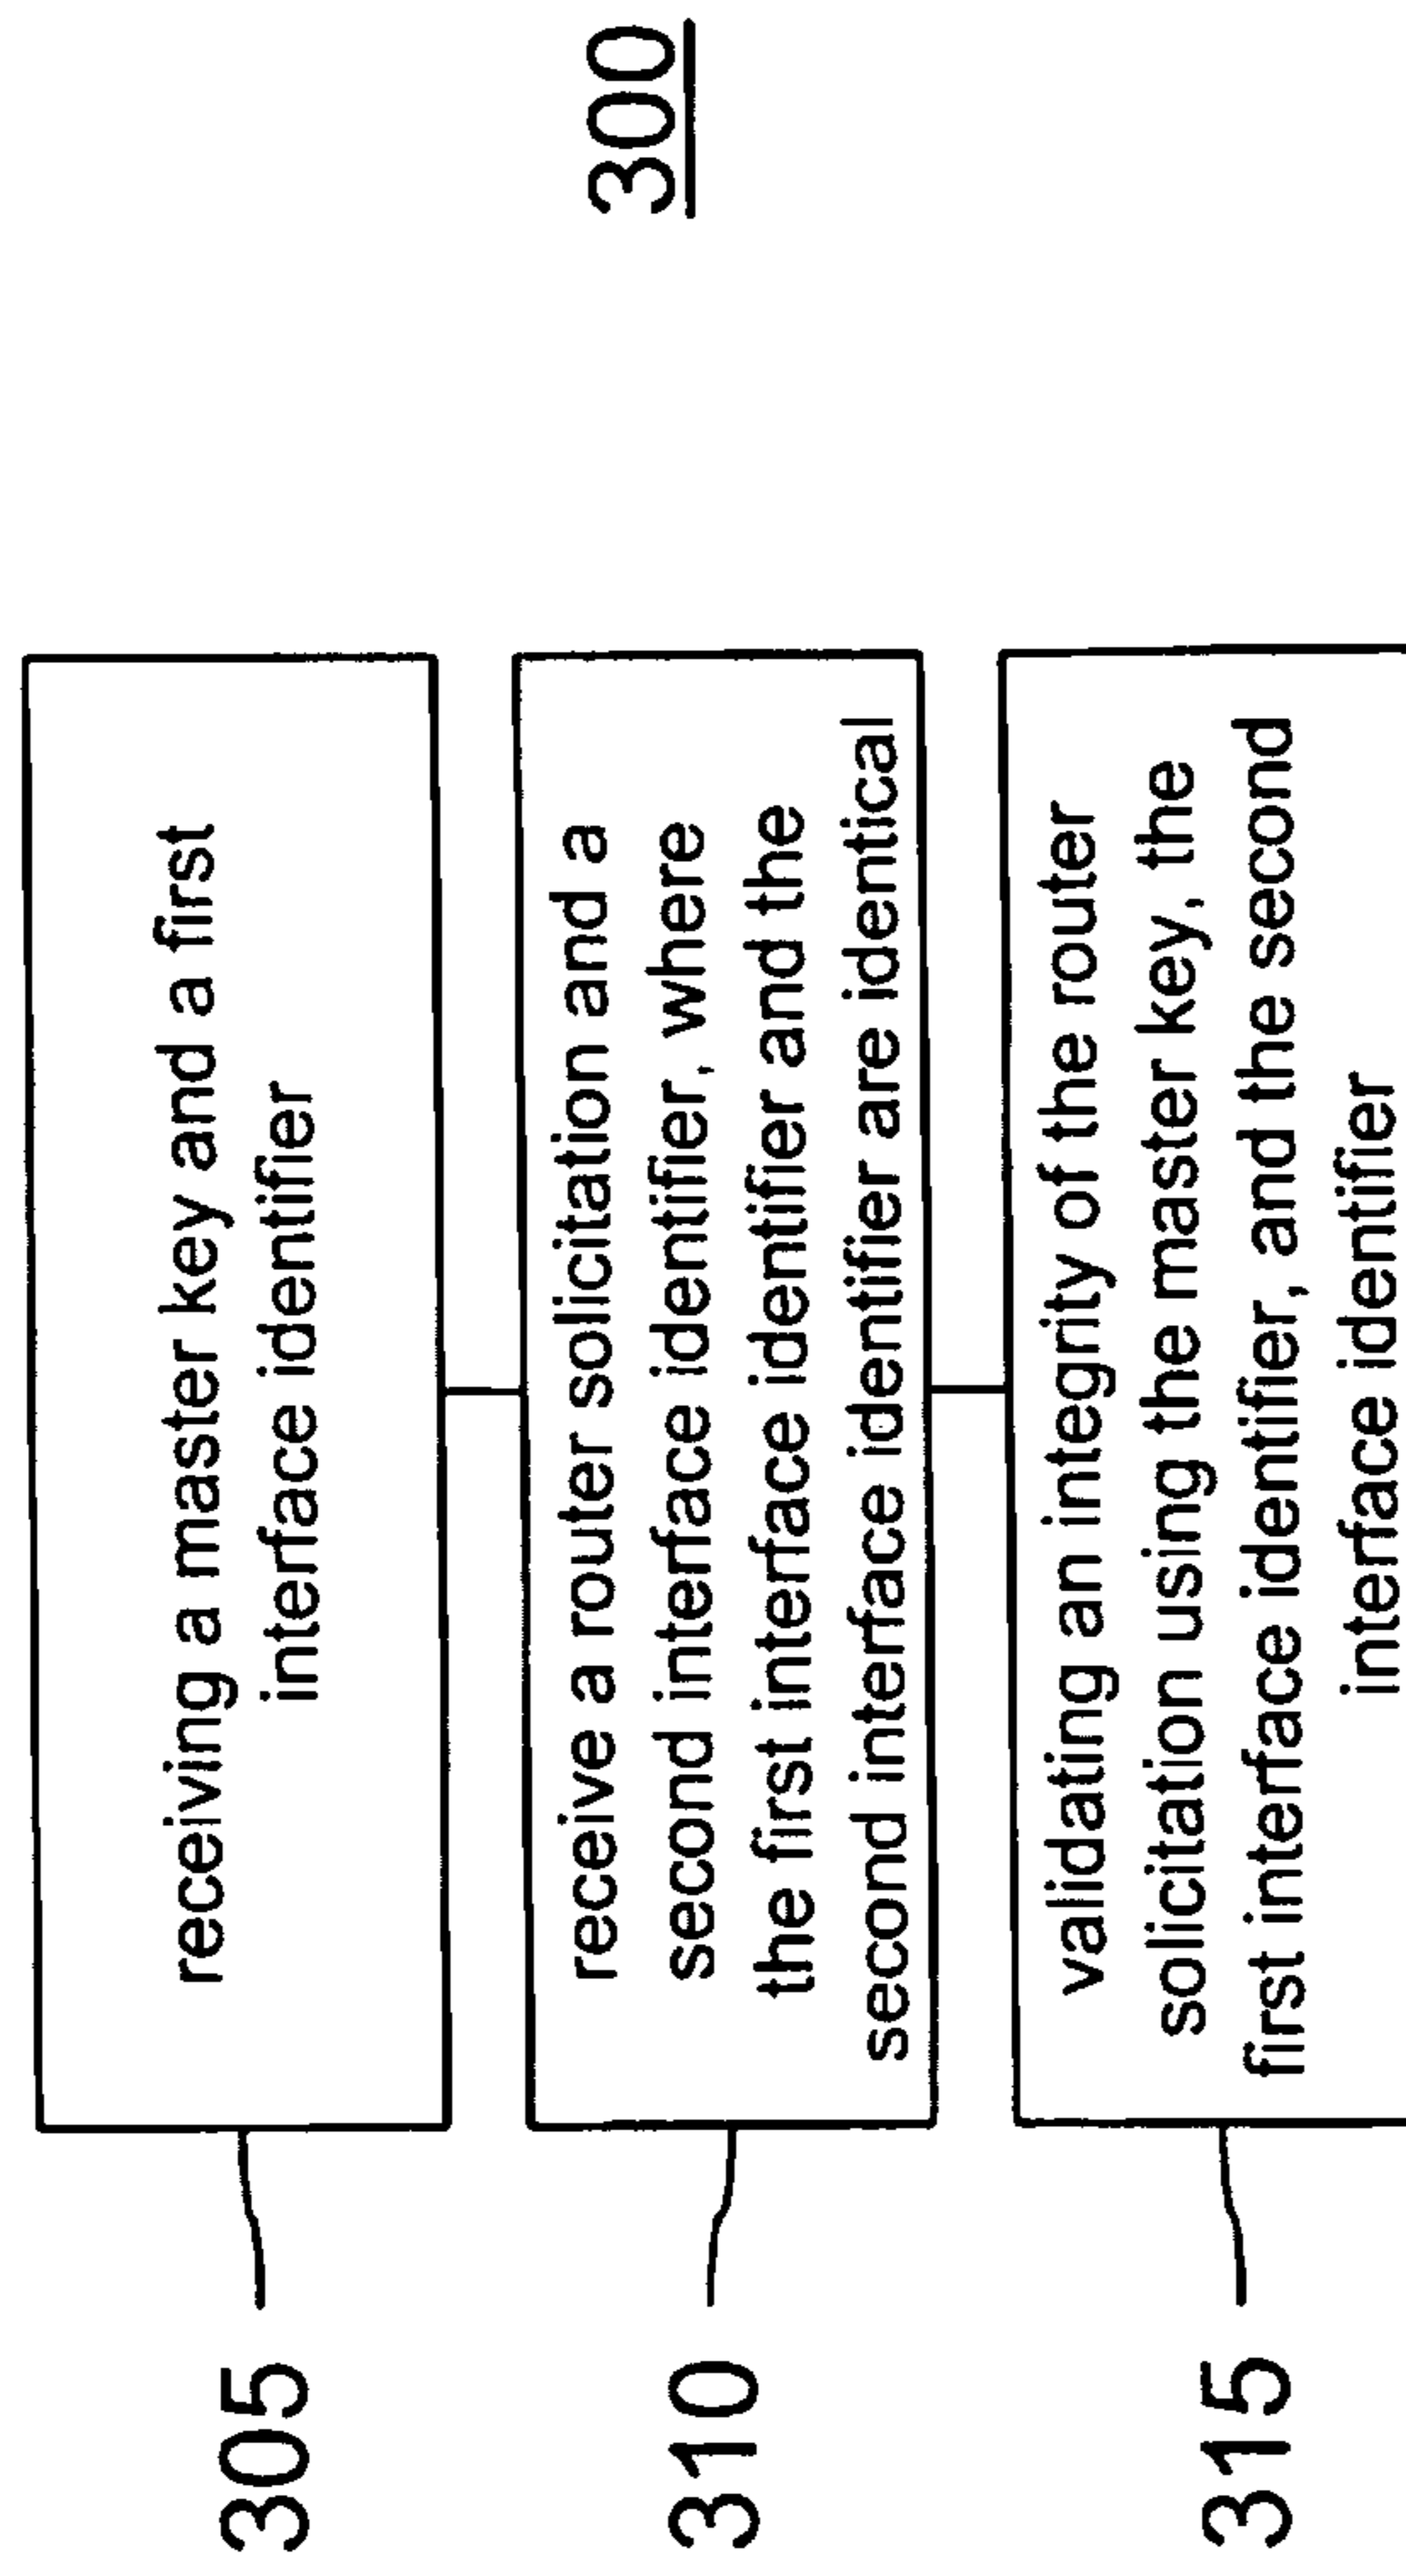 300
305
receiving a master key and a first
interface identifier
310
receive a router solicitation and a
second interface identifier, where
the first interface identifier and the
second interface identifier are identical
315
validating an integrity of the router
solicitation using the master key, the
first interface identifier, and the second
interface identifier